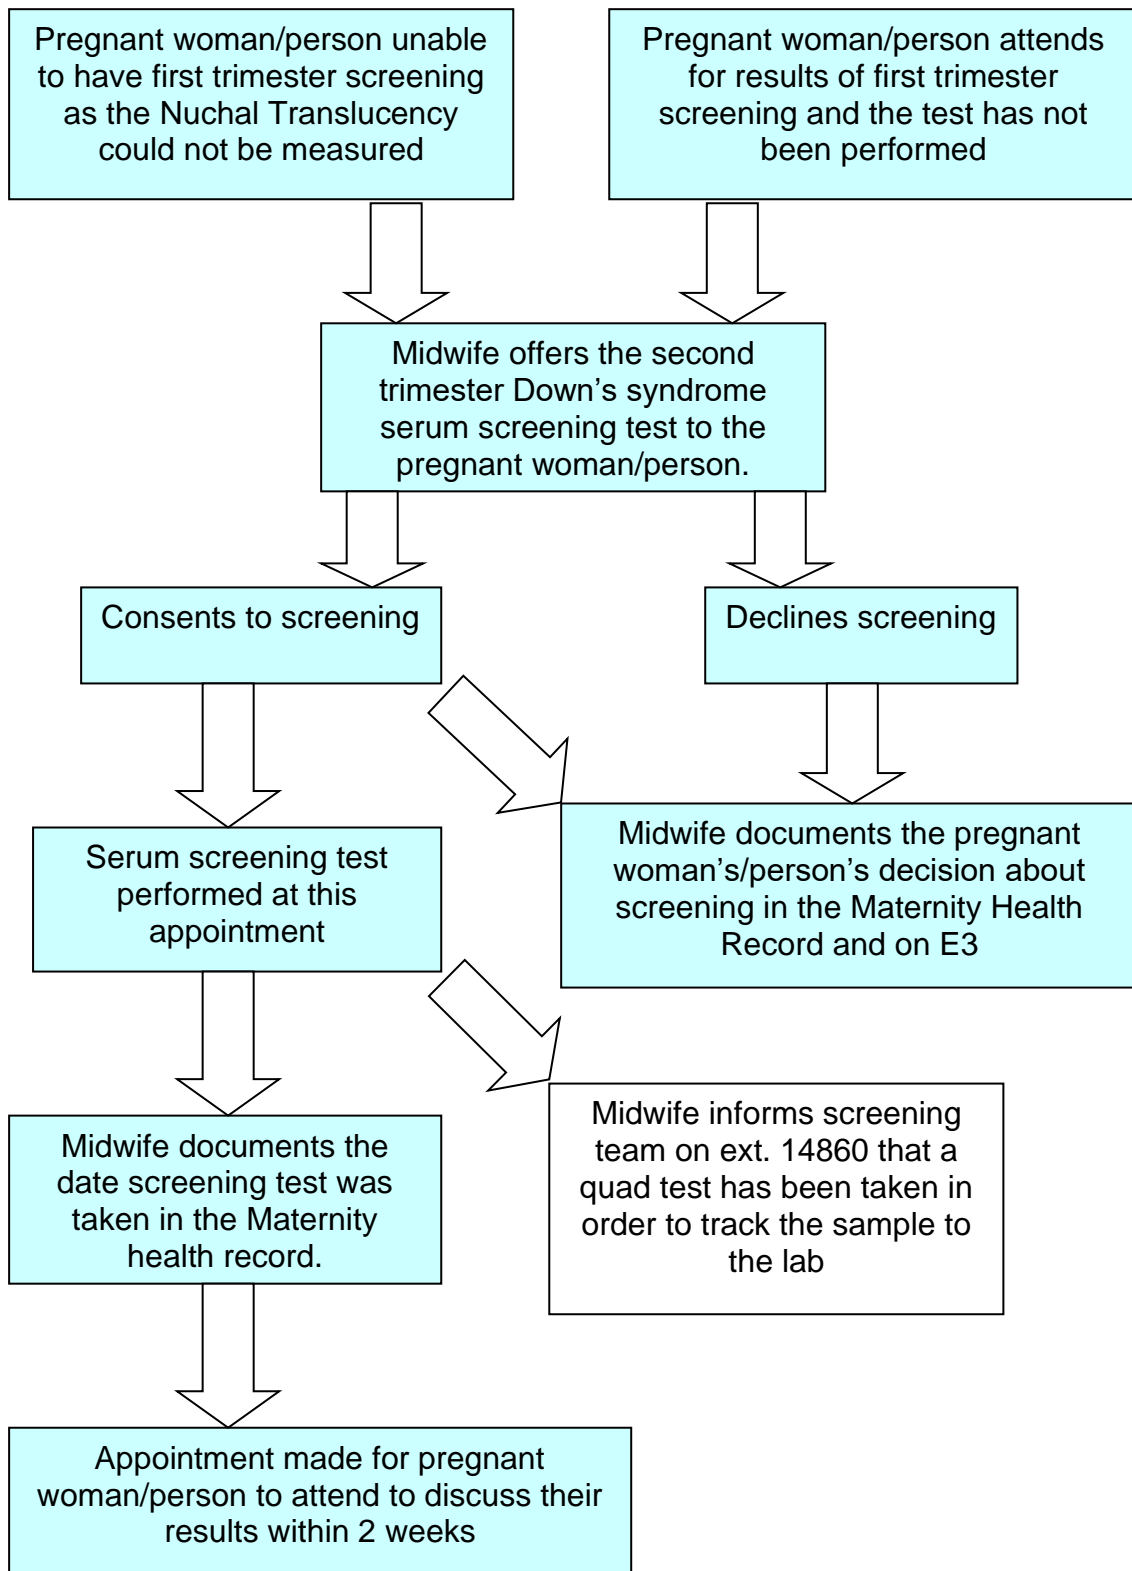 Pregnant woman/person unable
to have first trimester screening
as the Nuchal Translucency
could not be measured
Pregnant woman/person attends
for results of first trimester
screening and the test has not
been performed
Midwife offers the second
trimester Down's syndrome
serum screening test to the
pregnant woman/person.
Consents to screening
Declines screening
Serum screening test
performed at this
appointment
Midwife documents the pregnant
woman's/person's decision about
screening in the Maternity Health
Record and on E3
Midwife documents the
date screening test was
taken in the Maternity
health record.
Midwife informs screening
team on ext. 14860 that a
quad test has been taken in
order to track the sample to
the lab
Appointment made for pregnant
woman/person to attend to discuss their
results within 2 weeks